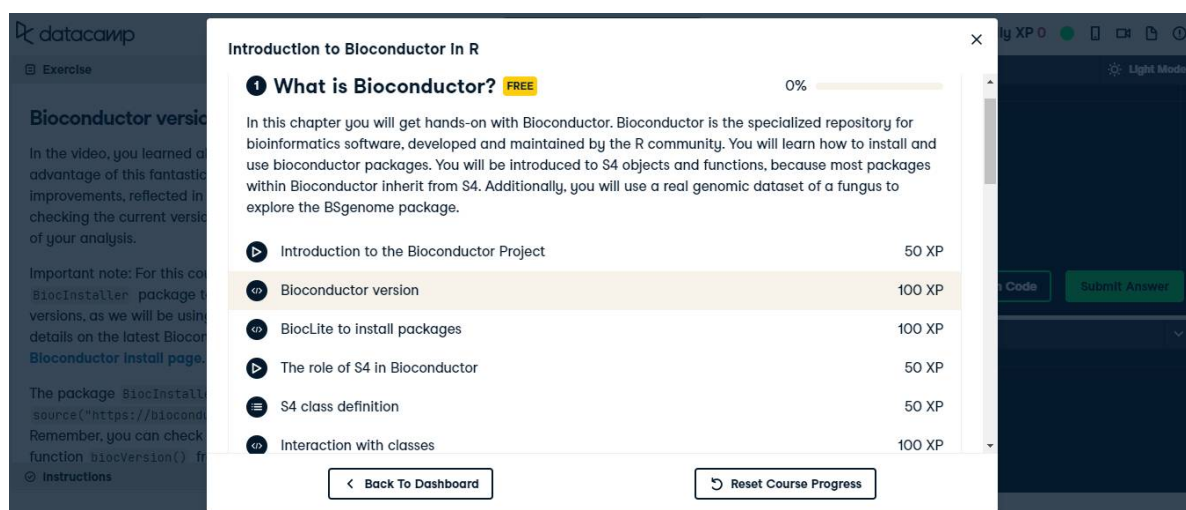 datacamp
Introduction to Bioconductor in R
ly XP 0
Exercise
Light Mode
1 What is Bioconductor? FREE 0%
Bioconductor versio
In this chapter you will get hands-on with Bioconductor. Bioconductor is the specialized repository for
bioinformatics software, developed and maintained by the R community. You will learn how to install and
use bioconductor packages. You will be introduced to S4 objects and functions, because most packages
within Bioconductor inherit from S4. Additionally, you will use a real genomic dataset of a fungus to
explore the BSgenome package.
In the video, you learned al
advantage of this fantastic
improvements, reflected in
checking the current versio
of your analysis.
Introduction to the Bioconductor Project 50 XP
Bioconductor version 100 XP
BiocLite to install packages 100 XP
The role of S4 in Bioconductor 50 XP
S4 class definition 50 XP
Interaction with classes 100 XP
Important note: For this cou
BiocInstaller package t
versions, as we will be usin
details on the latest Biocon
Bioconductor install page.
The package BiocInstall
source("https://biocondu
Remember, you can check
function biocVersion() fr
Instructions
Code
Submit Answer
< Back To Dashboard
Reset Course Progress